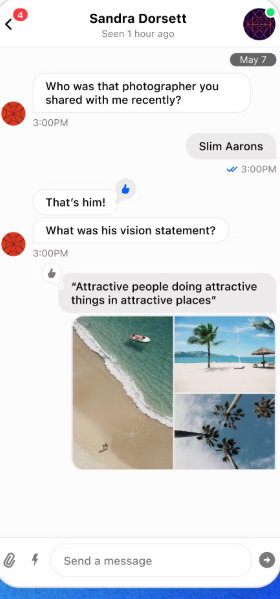 4
Sandra Dorsett
Seen 1 hour ago
May 7
Who was that photographer you
shared with me recently?
3:00PM
Slim Aarons
3:00PM
That's him!
What was his vision statement?
3:00PM
“Attractive people doing attractive
things in attractive places”
Send a message